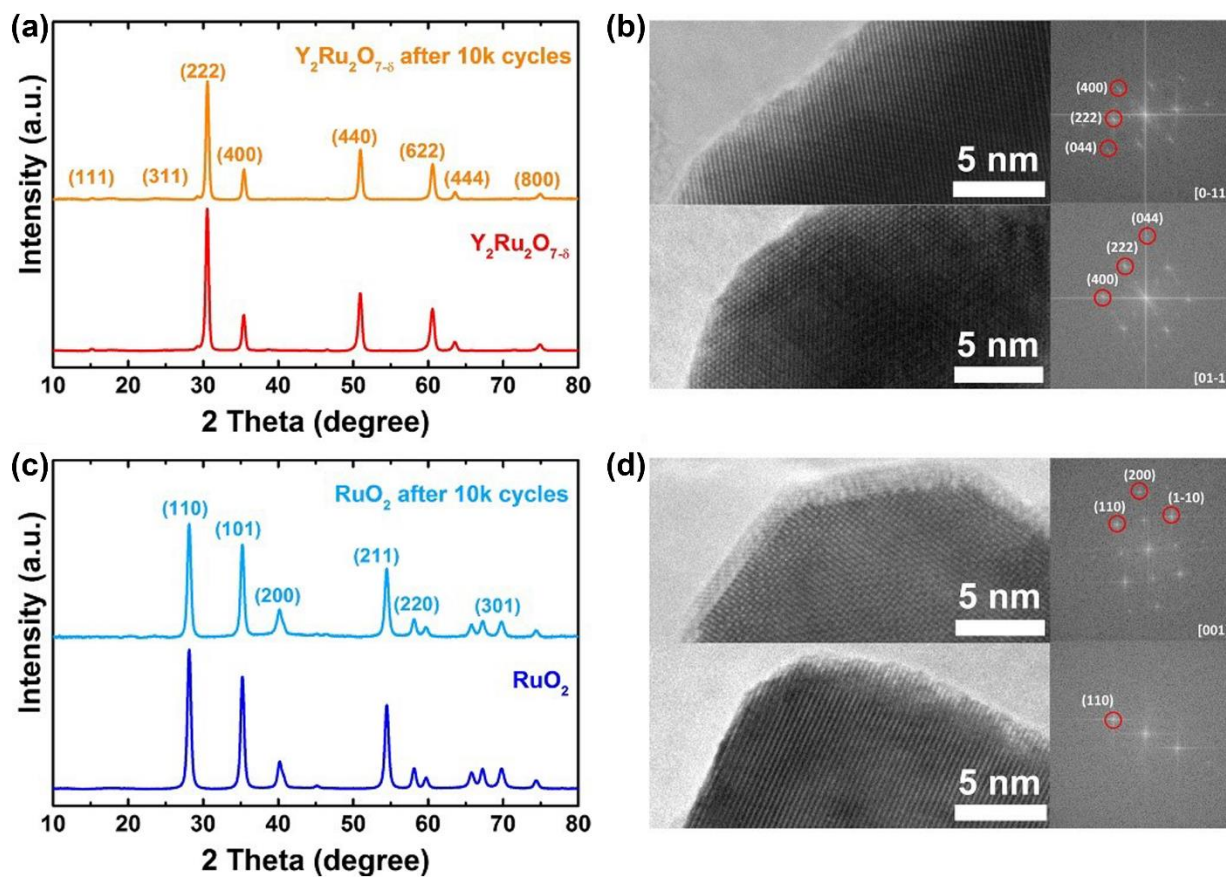 (a)
Y₂Ru₂O₇₋δ after 10k cycles
(222)
(440)
(622)
(400)
(111)
(311)
(444)
(800)
Y₂Ru₂O₇₋δ
Intensity (a.u.)
10 20 30 40 50 60 70 80
2 Theta (degree)
(b)
5 nm
(400)
(222)
(044)
[0-11
5 nm
(044)
(222)
(400)
[01-1
(c)
RuO₂ after 10k cycles
(110)
(101)
(211)
(200)
(220)
(301)
RuO₂
Intensity (a.u.)
10 20 30 40 50 60 70 80
2 Theta (degree)
(d)
5 nm
(200)
(1-10)
(110)
[001
5 nm
(110)